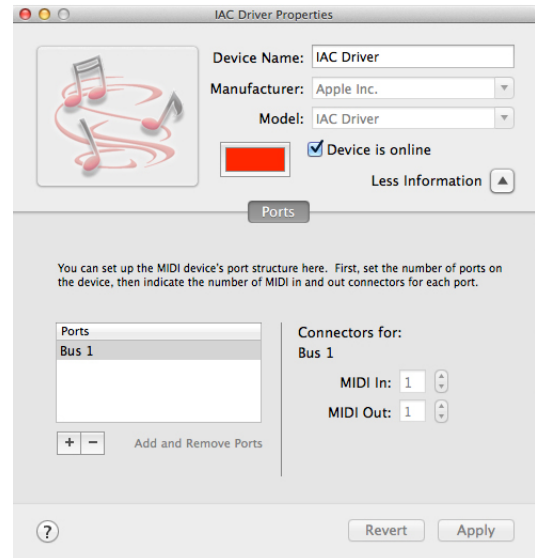 IAC Driver Properties
Device Name: IAC Driver
Manufacturer: Apple Inc.
Model: IAC Driver
Device is online
Less Information
Ports
You can set up the MIDI device's port structure here. First, set the number of ports on
the device, then indicate the number of MIDI in and out connectors for each port.
Ports
Bus 1
+ − Add and Remove Ports
Connectors for:
Bus 1
MIDI In: 1
MIDI Out: 1
? Revert Apply